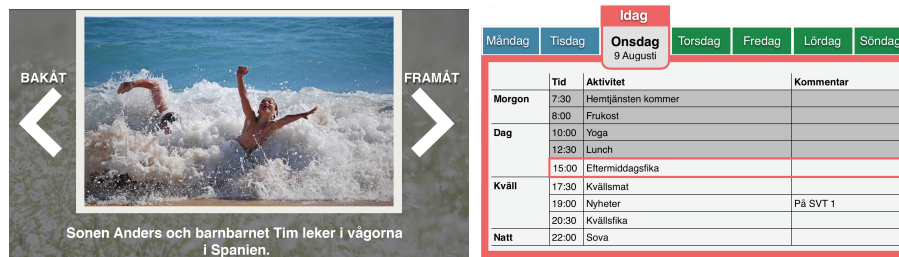 BAKÅT
FRAMÅT
Sonen Anders och barnbarnet Tim leker i vågorna
i Spanien.
Idag
Måndag Tisdag Onsdag Torsdag Fredag Lördag Söndag
9 Augusti
Tid Aktivitet Kommentar
Morgon 7:30 Hemtjänsten kommer
8:00 Frukost
Dag 10:00 Yoga
12:30 Lunch
15:00 Eftermiddagsfika
Kväll 17:30 Kvällsmat
19:00 Nyheter På SVT 1
20:30 Kvällsfika
Natt 22:00 Sova